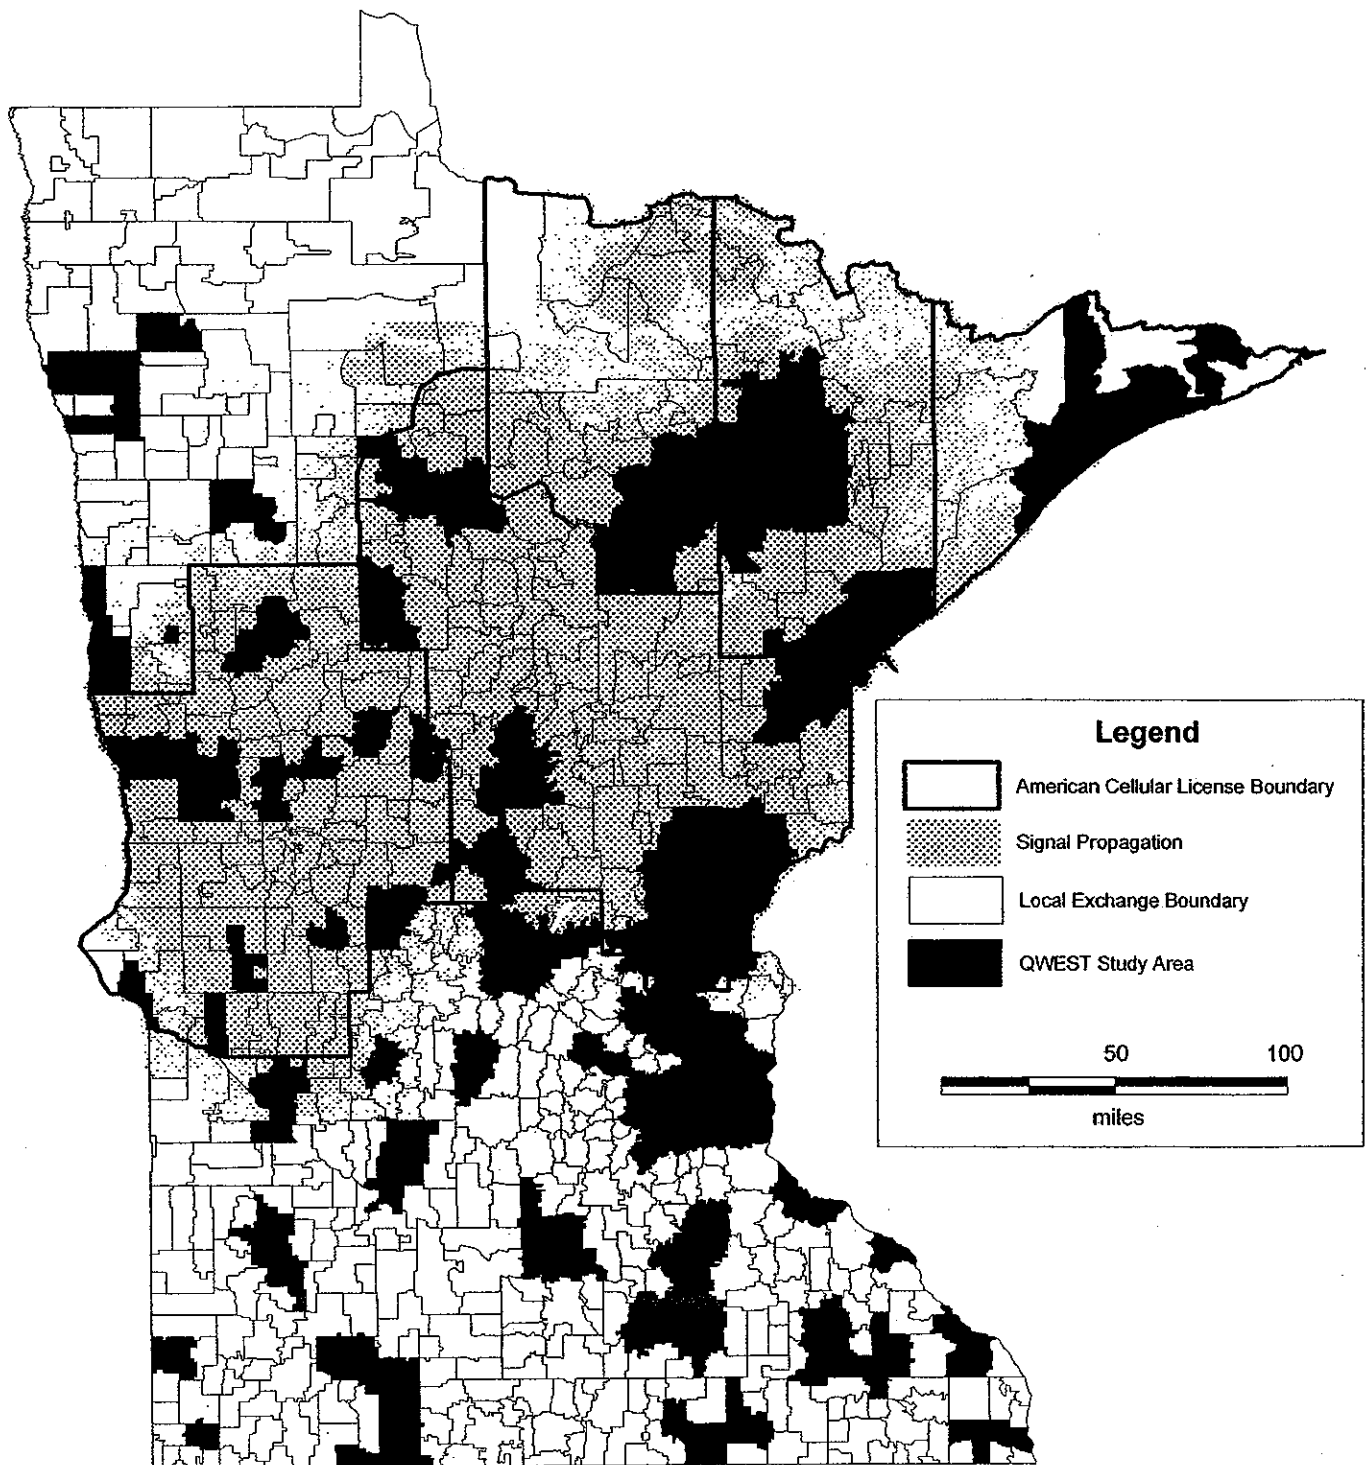 Legend
American Cellular License Boundary
Signal Propagation
Local Exchange Boundary
QWEST Study Area
50 100
miles